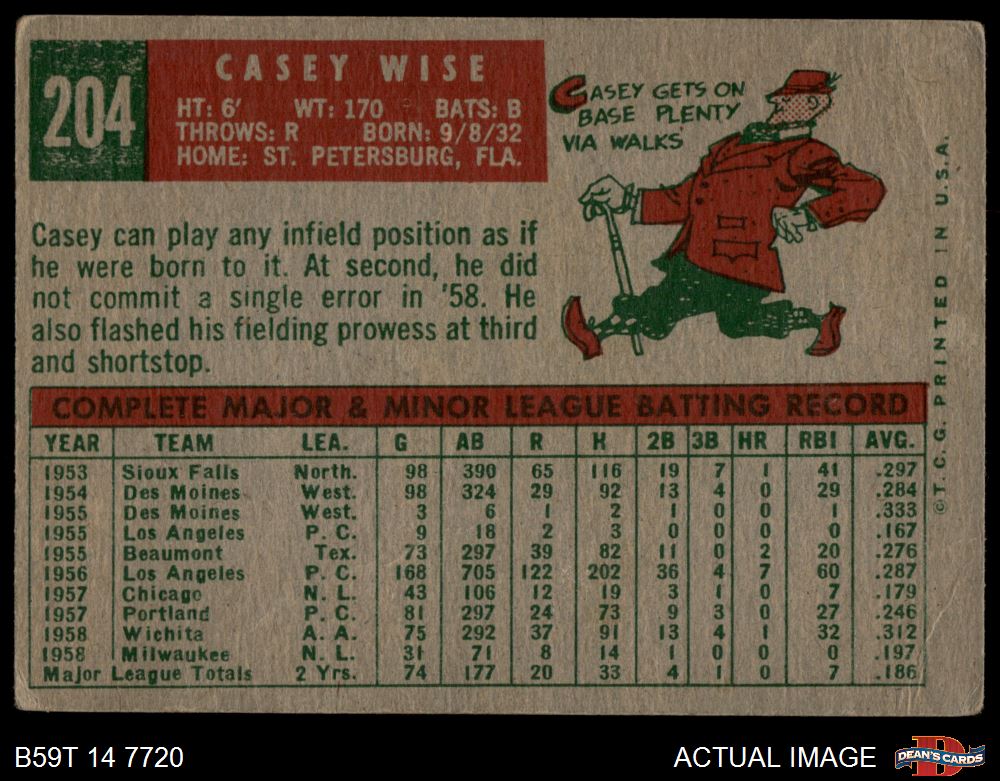 204
CASEY WISE
HT: 6' WT: 170 BATS: B
THROWS: R BORN: 9/8/32
HOME: ST. PETERSBURG, FLA.
CASEY GETS ON
BASE PLENTY
VIA WALKS
Casey can play any infield position as if
he were born to it. At second, he did
not commit a single error in '58. He
also flashed his fielding prowess at third
and shortstop.
COMPLETE MAJOR & MINOR LEAGUE BATTING RECORD
YEAR TEAM LEA. G AB R H 2B 3B HR RBI AVG.
1953 Sioux Falls North. 98 390 65 116 19 7 1 41 .297
1954 Des Moines West. 98 324 29 92 13 4 0 29 .284
1955 Des Moines West. 3 6 1 2 1 0 0 1 .333
1955 Los Angeles P. C. 9 18 2 3 0 0 0 0 .167
1955 Beaumont Tex. 73 297 39 82 11 0 2 20 .276
1956 Los Angeles P. C. 168 705 122 202 36 4 7 60 .287
1957 Chicago N. L. 43 106 12 19 3 1 0 7 .179
1957 Portland P. C. 81 297 24 73 9 3 0 27 .246
1958 Wichita A. A. 75 292 37 91 13 4 1 32 .312
1958 Milwaukee N. L. 31 71 8 14 1 0 0 0 .197
Major League Totals 2 Yrs. 74 177 20 33 4 1 0 7 .186
© T. C. G. PRINTED IN U. S. A.
B59T 14 7720
ACTUAL IMAGE
D
DEAN'S CARDS